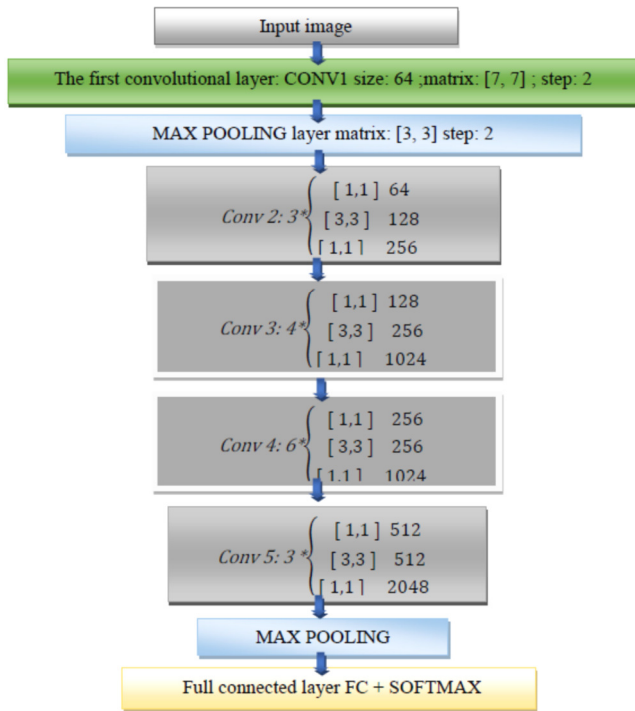 Input image
The first convolutional layer: CONV1 size: 64 ;matrix: [7, 7] ; step: 2
MAX POOLING layer matrix: [3, 3] step: 2
[ 1,1 ] 64
Conv 2: 3* { [ 3,3 ] 128
[ 1,1 ] 256
[ 1,1 ] 128
Conv 3: 4* { [ 3,3 ] 256
[ 1,1 ] 1024
[ 1,1 ] 256
Conv 4: 6* { [ 3,3 ] 256
[ 1,1 ] 1024
[ 1,1 ] 512
Conv 5: 3 * { [ 3,3 ] 512
[ 1,1 ] 2048
MAX POOLING
Full connected layer FC + SOFTMAX